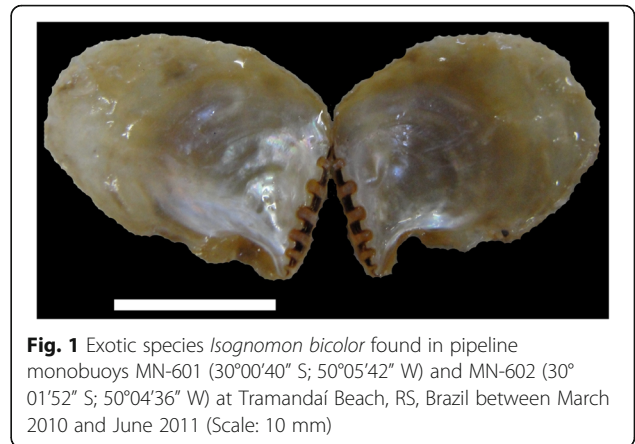 Fig. 1 Exotic species Isognomon bicolor found in pipeline
monobuoys MN-601 (30°00’40” S; 50°05’42” W) and MN-602 (30°
01’52” S; 50°04’36” W) at Tramandaí Beach, RS, Brazil between March
2010 and June 2011 (Scale: 10 mm)